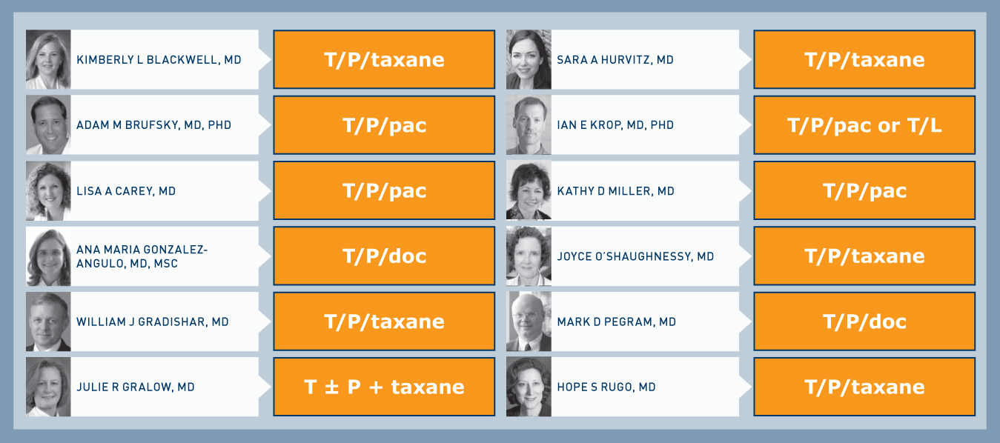 KIMBERLY L BLACKWELL, MD
T/P/taxane
SARA A HURVITZ, MD
T/P/taxane
ADAM M BRUFSKY, MD, PHD
T/P/pac
IAN E KROP, MD, PHD
T/P/pac or T/L
LISA A CAREY, MD
T/P/pac
KATHY D MILLER, MD
T/P/pac
ANA MARIA GONZALEZ-
ANGULO, MD, MSC
T/P/doc
JOYCE O'SHAUGHNESSY, MD
T/P/taxane
WILLIAM J GRADISHAR, MD
T/P/taxane
MARK D PEGRAM, MD
T/P/doc
JULIE R GRALOW, MD
T ± P + taxane
HOPE S RUGO, MD
T/P/taxane